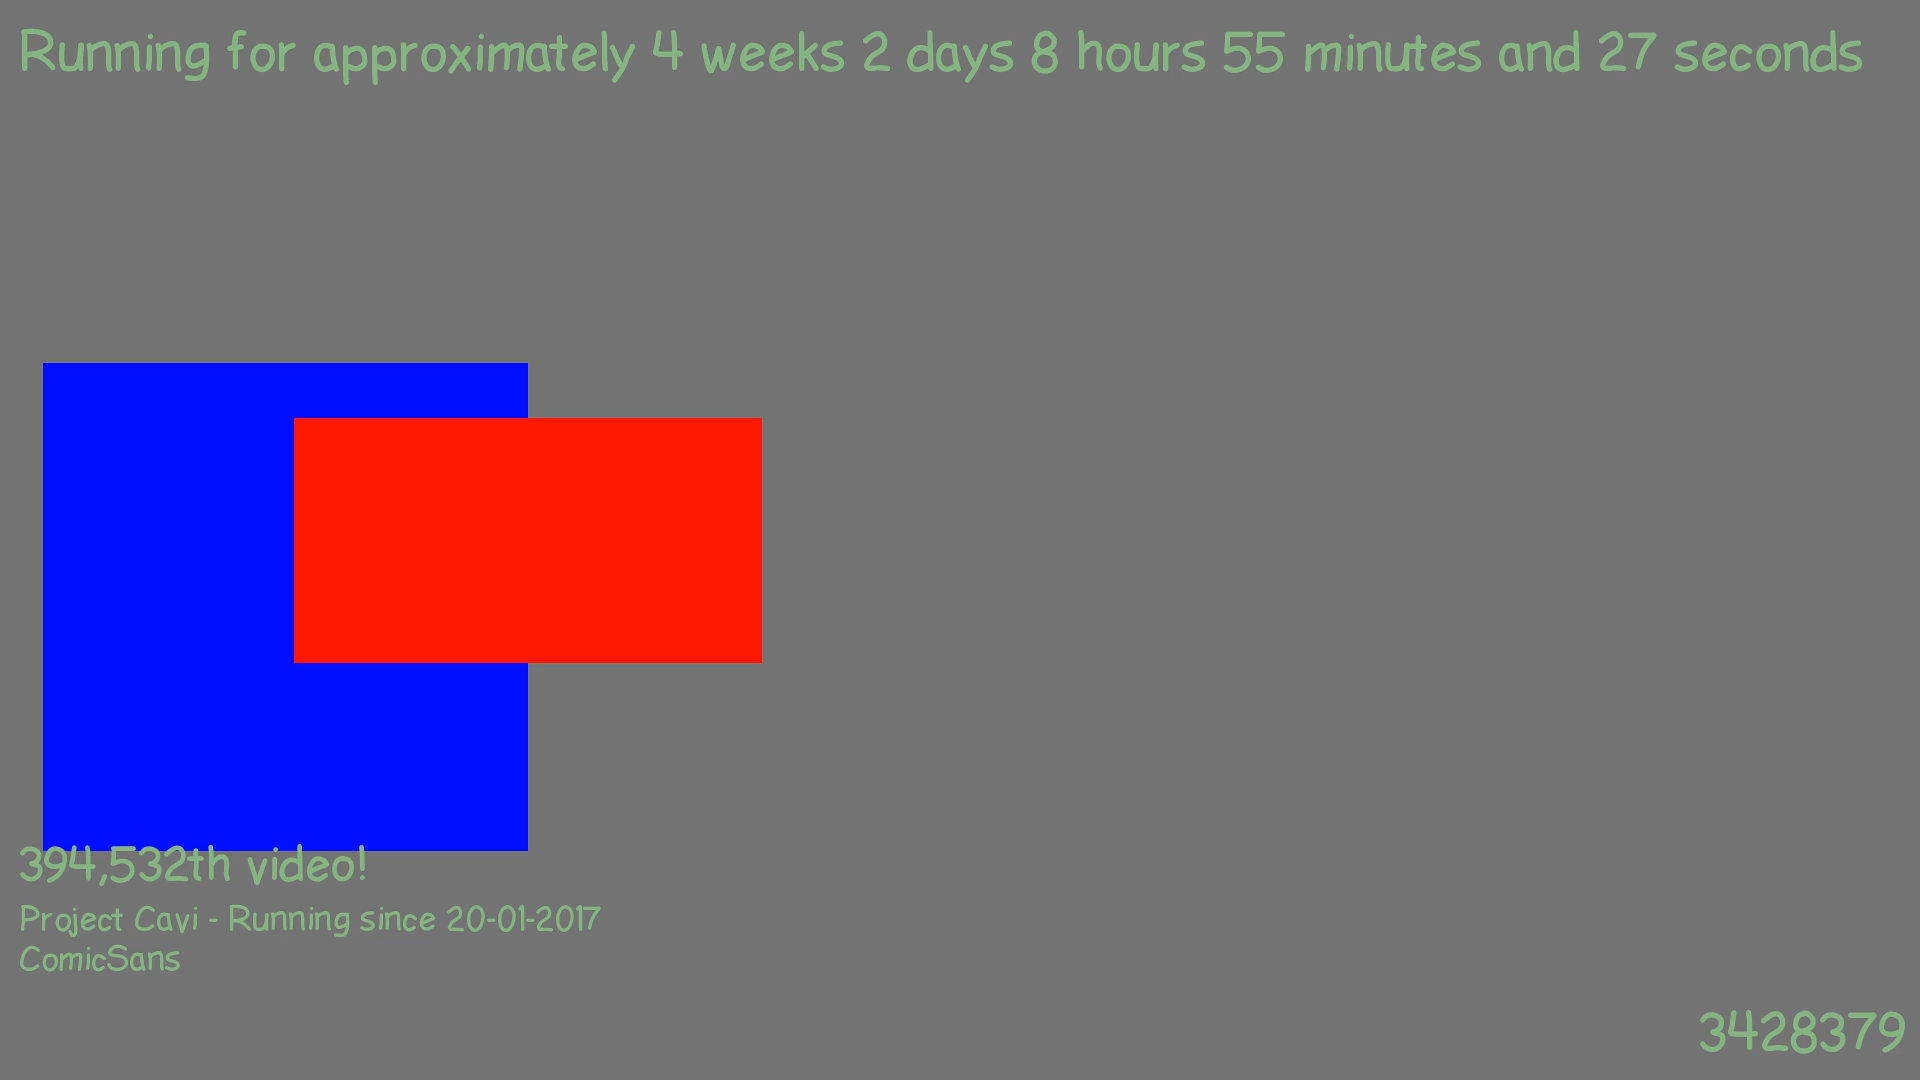 Running for approximately 4 weeks 2 days 8 hours 55 minutes and 27 seconds
394,532th video!
Project Cavi - Running since 20-01-2017
ComicSans
3428379